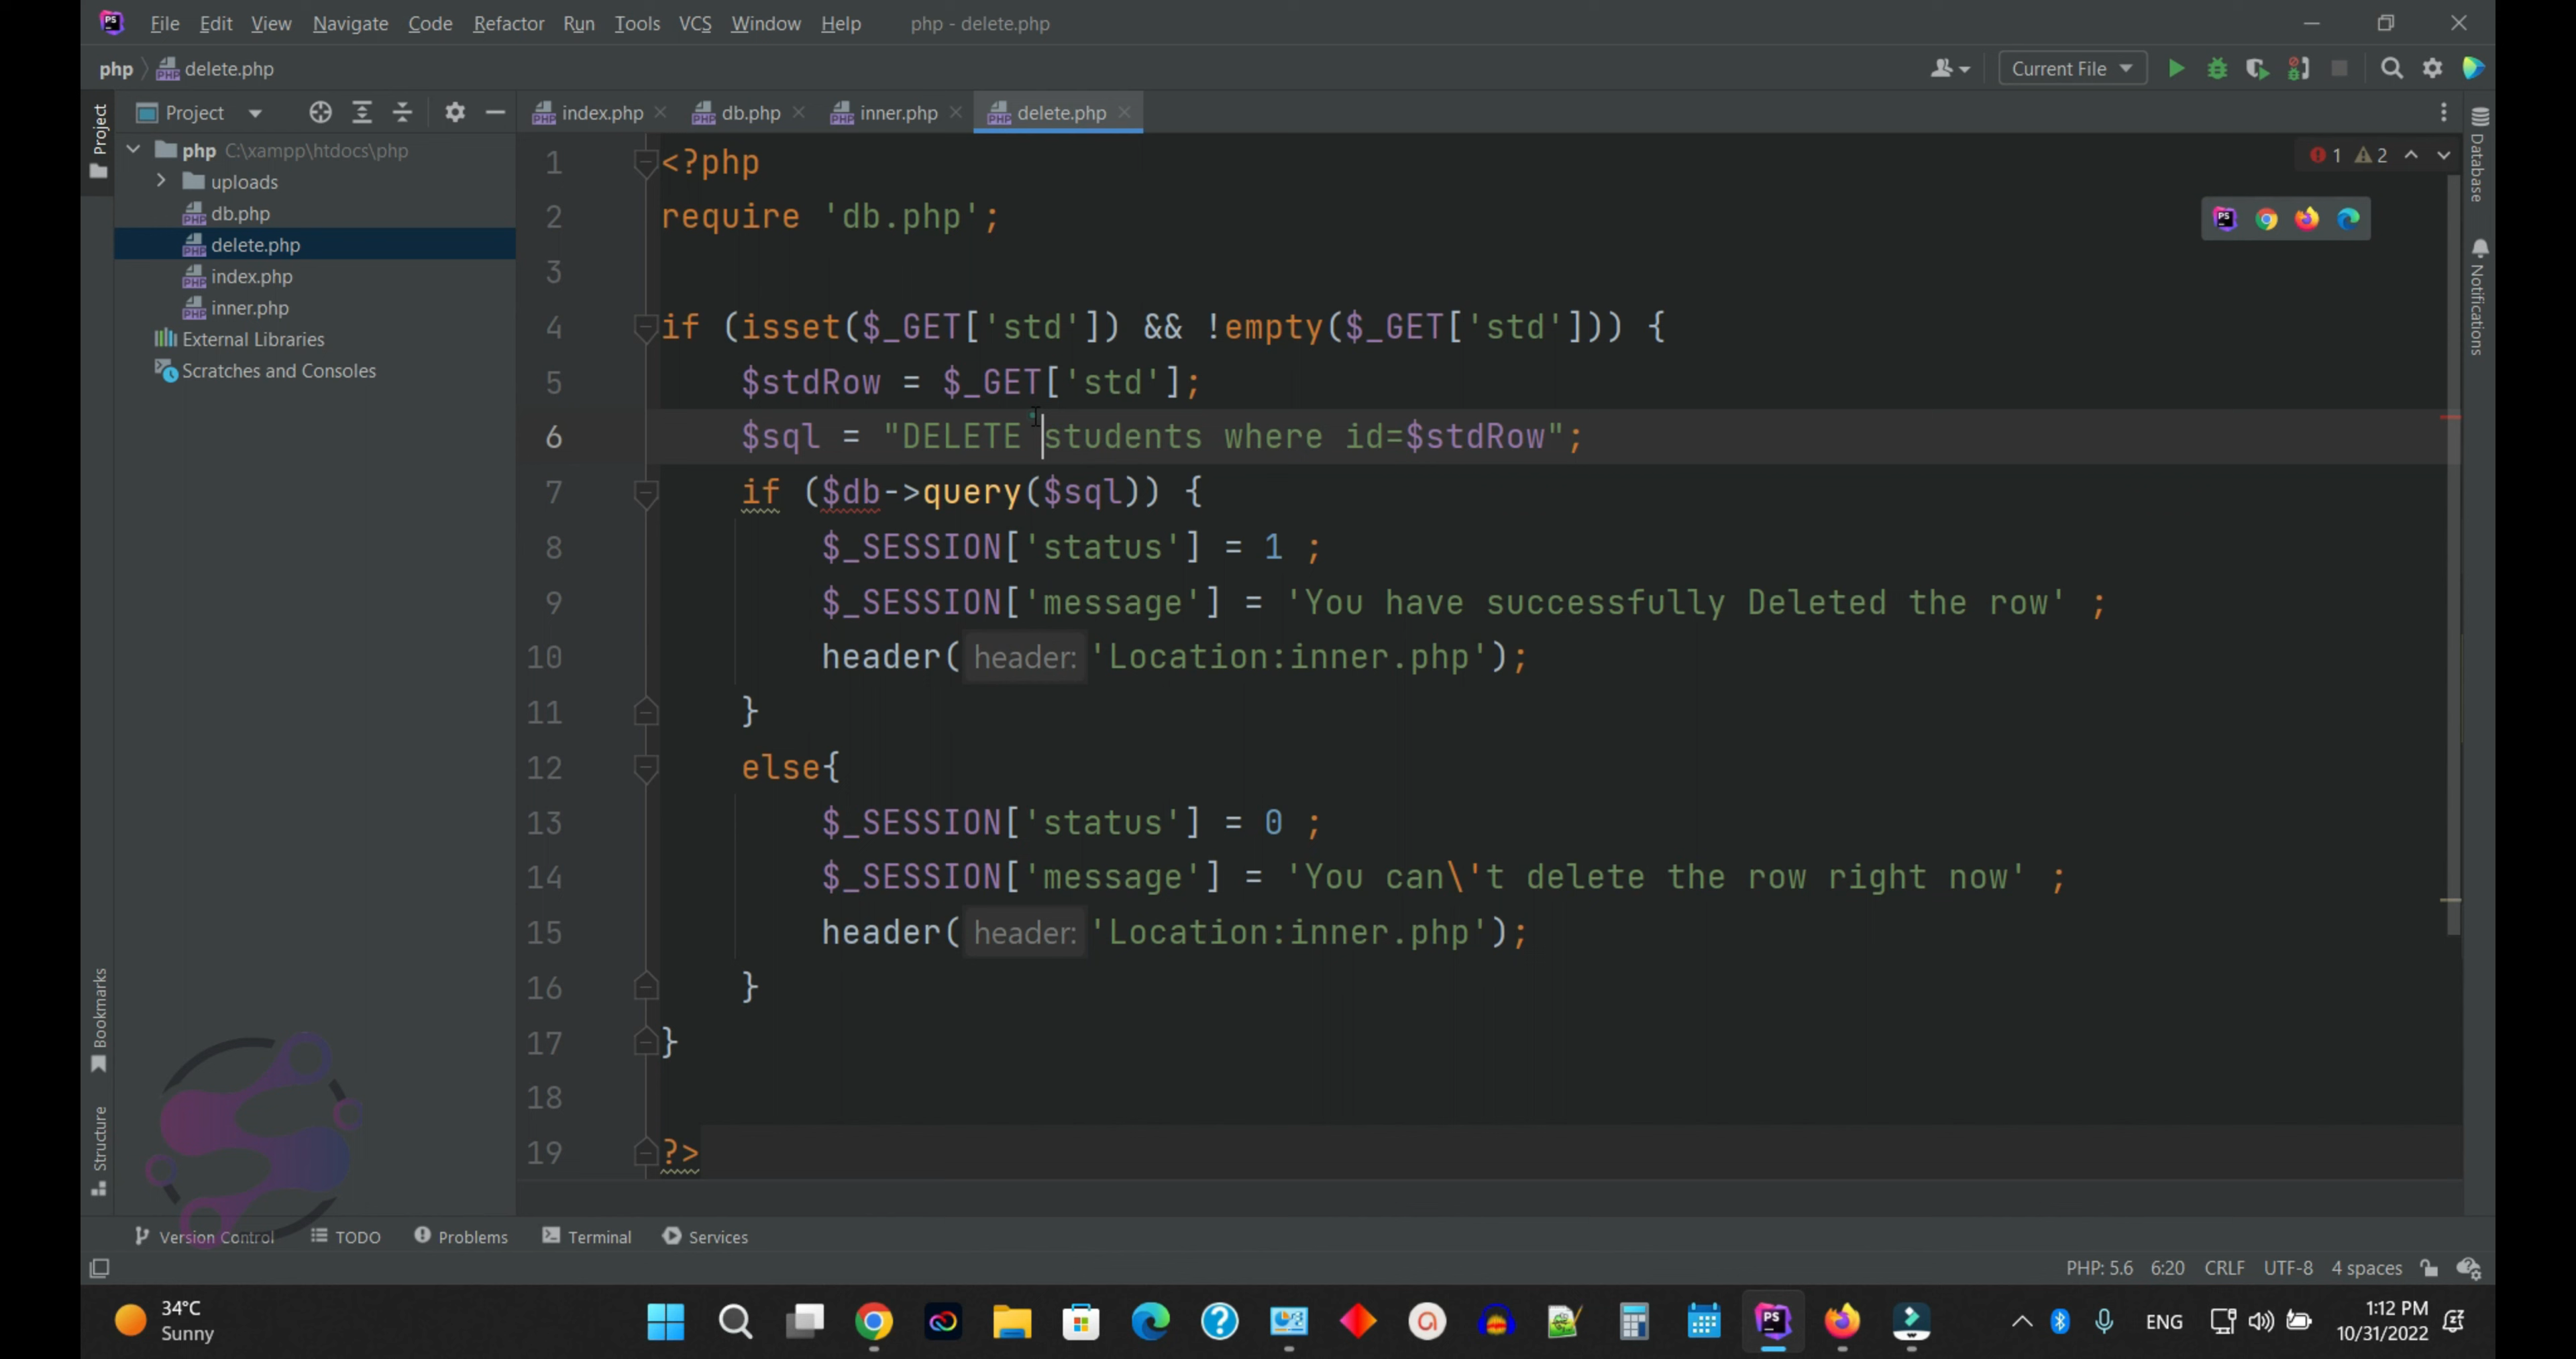 File Edit View Navigate Code Refactor Run Tools VCS Window Help php - delete.php
php delete.php Current File
Project
Project index.php db.php inner.php delete.php
php C:\xampp\htdocs\php
uploads
db.php
delete.php
index.php
inner.php
External Libraries
Scratches and Consoles
1 <?php
2 require 'db.php';
3
4 if (isset($_GET['std']) && !empty($_GET['std'])) {
5 $stdRow = $_GET['std'];
6 $sql = "DELETE students where id=$stdRow";
7 if ($db->query($sql)) {
8 $_SESSION['status'] = 1 ;
9 $_SESSION['message'] = 'You have successfully Deleted the row' ;
10 header( header: 'Location:inner.php');
11 }
12 else{
13 $_SESSION['status'] = 0 ;
14 $_SESSION['message'] = 'You can\'t delete the row right now' ;
15 header( header: 'Location:inner.php');
16 }
17 }
18
19 ?>
1 2
Database
Notifications
Bookmarks
Structure
Version Control TODO Problems Terminal Services
PHP: 5.6 6:20 CRLF UTF-8 4 spaces
34°C
Sunny
ENG
1:12 PM
10/31/2022